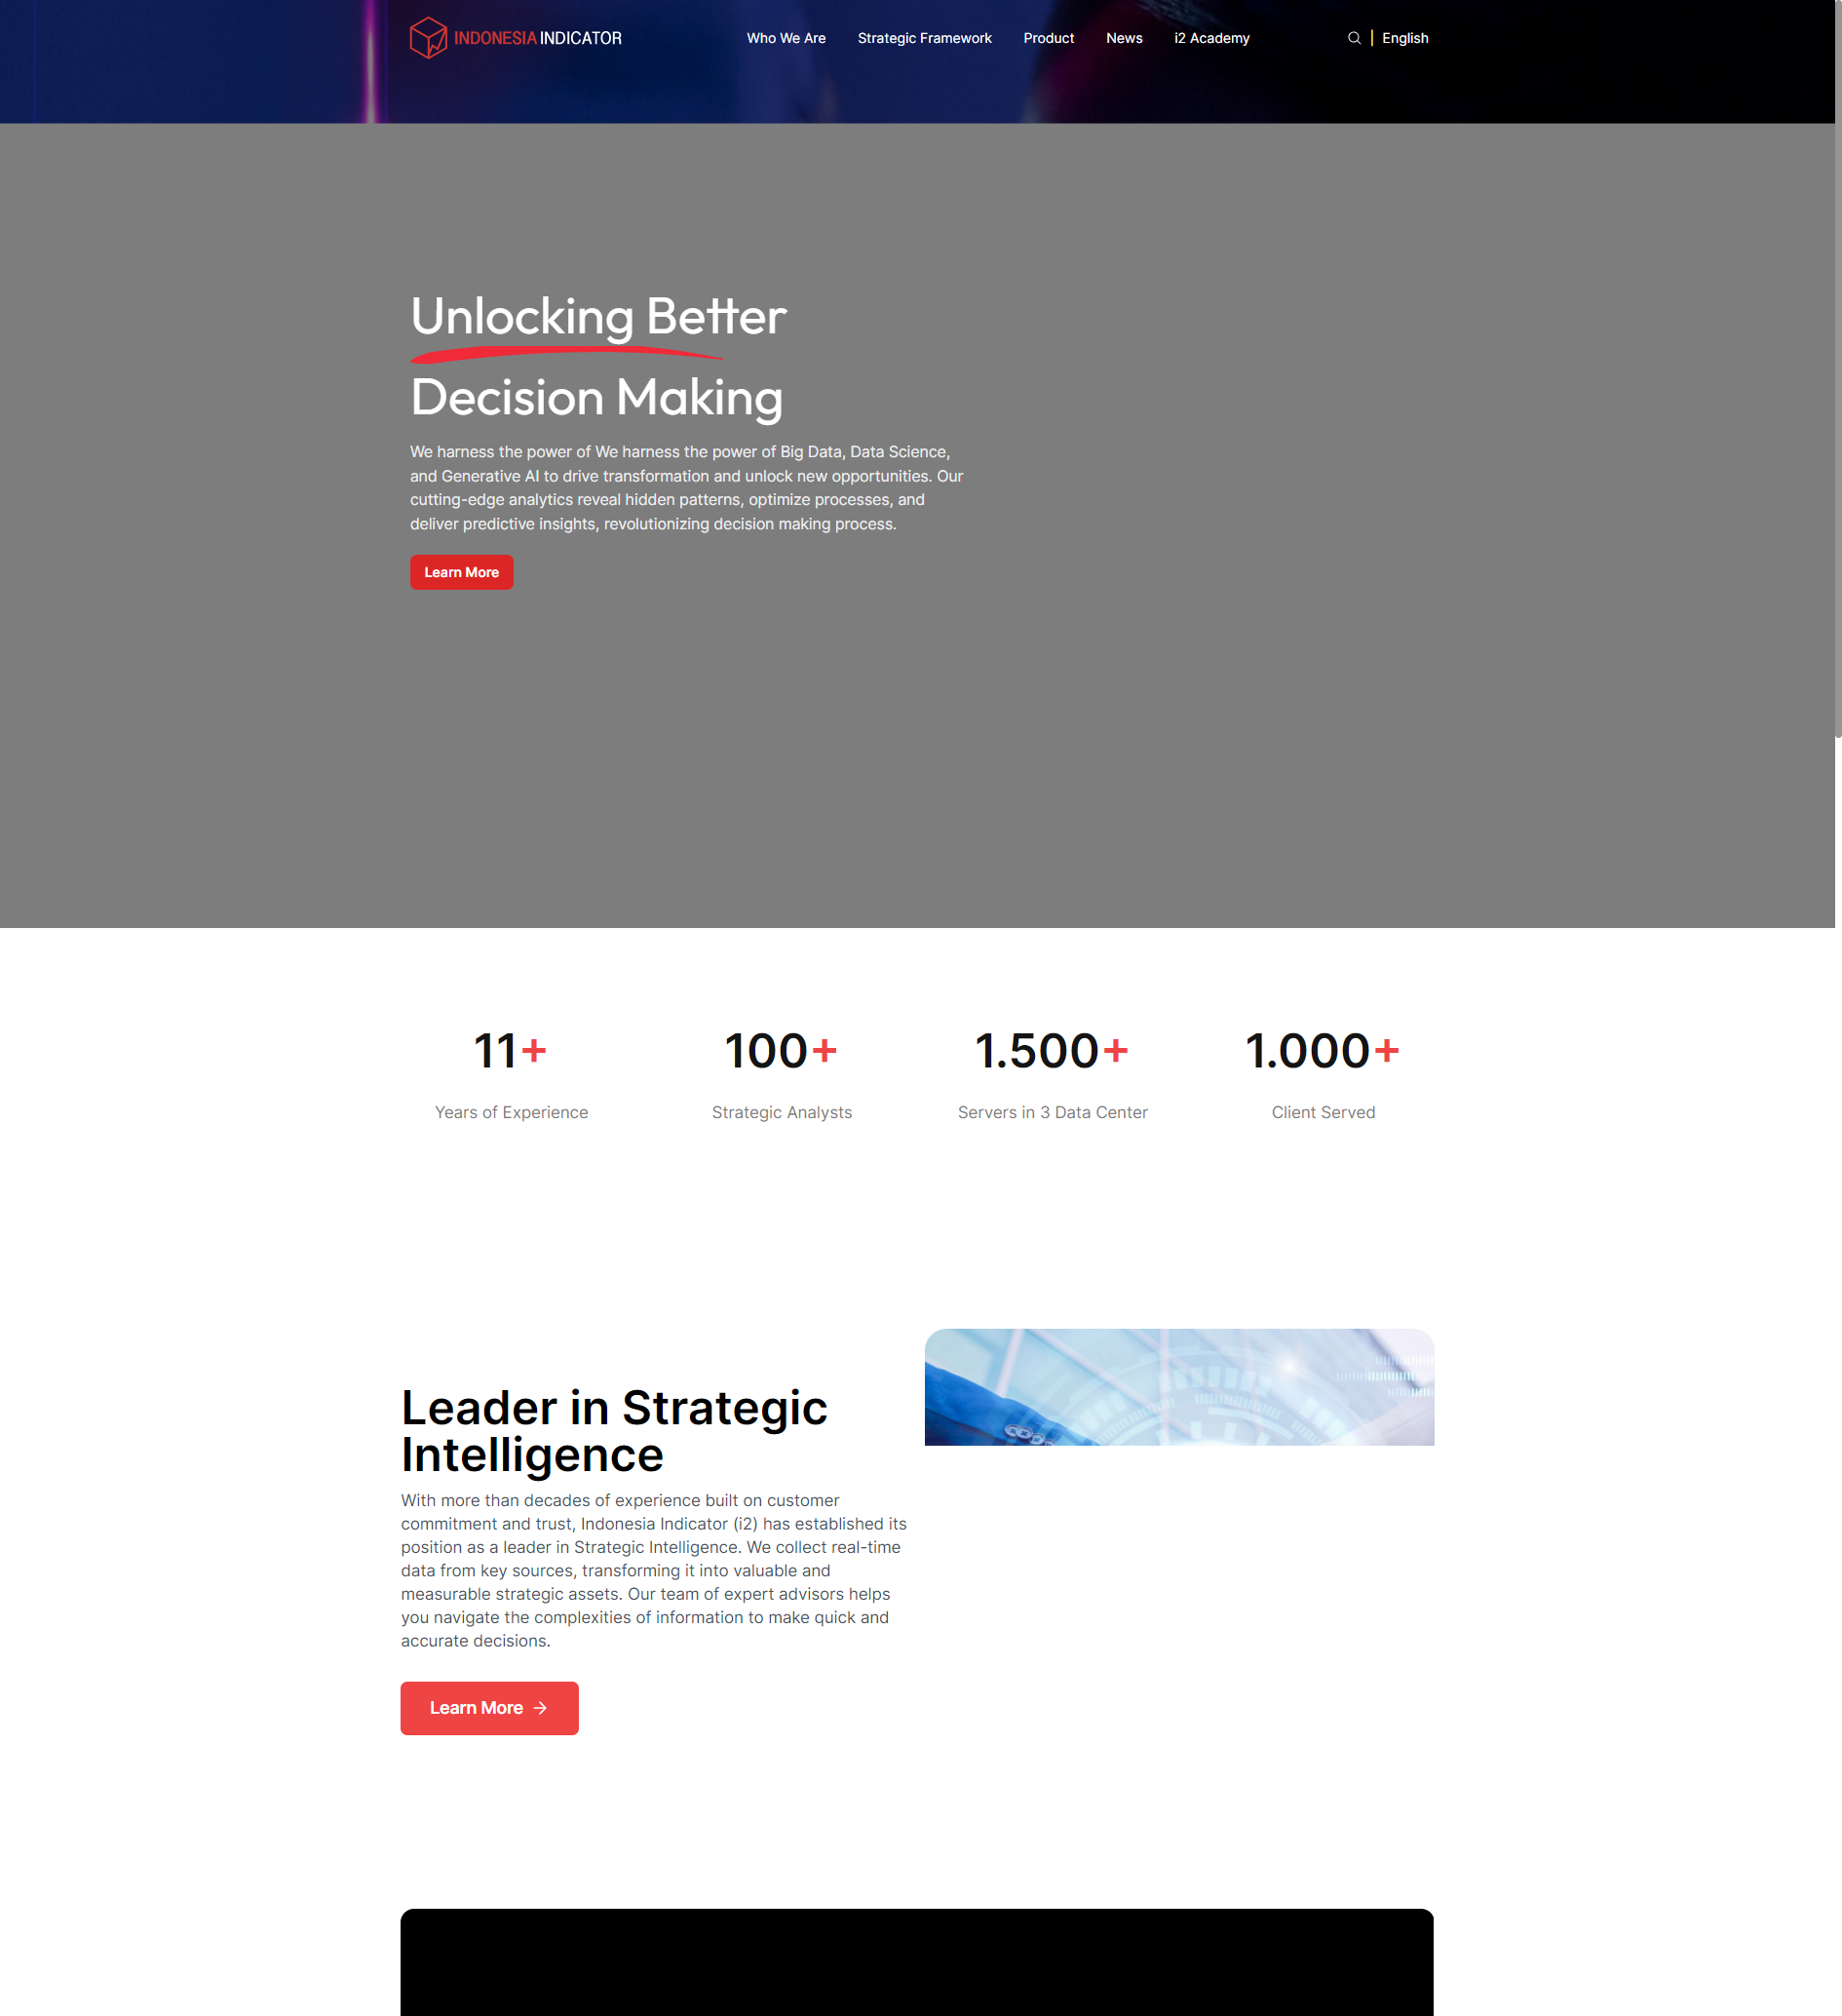 INDONESIA INDICATOR
Who We Are Strategic Framework Product News i2 Academy
English
Unlocking Better
Decision Making
We harness the power of We harness the power of Big Data, Data Science,
and Generative AI to drive transformation and unlock new opportunities. Our
cutting-edge analytics reveal hidden patterns, optimize processes, and
deliver predictive insights, revolutionizing decision making process.
Learn More
11+
Years of Experience
100+
Strategic Analysts
1.500+
Servers in 3 Data Center
1.000+
Client Served
Leader in Strategic
Intelligence
With more than decades of experience built on customer
commitment and trust, Indonesia Indicator (i2) has established its
position as a leader in Strategic Intelligence. We collect real-time
data from key sources, transforming it into valuable and
measurable strategic assets. Our team of expert advisors helps
you navigate the complexities of information to make quick and
accurate decisions.
Learn More